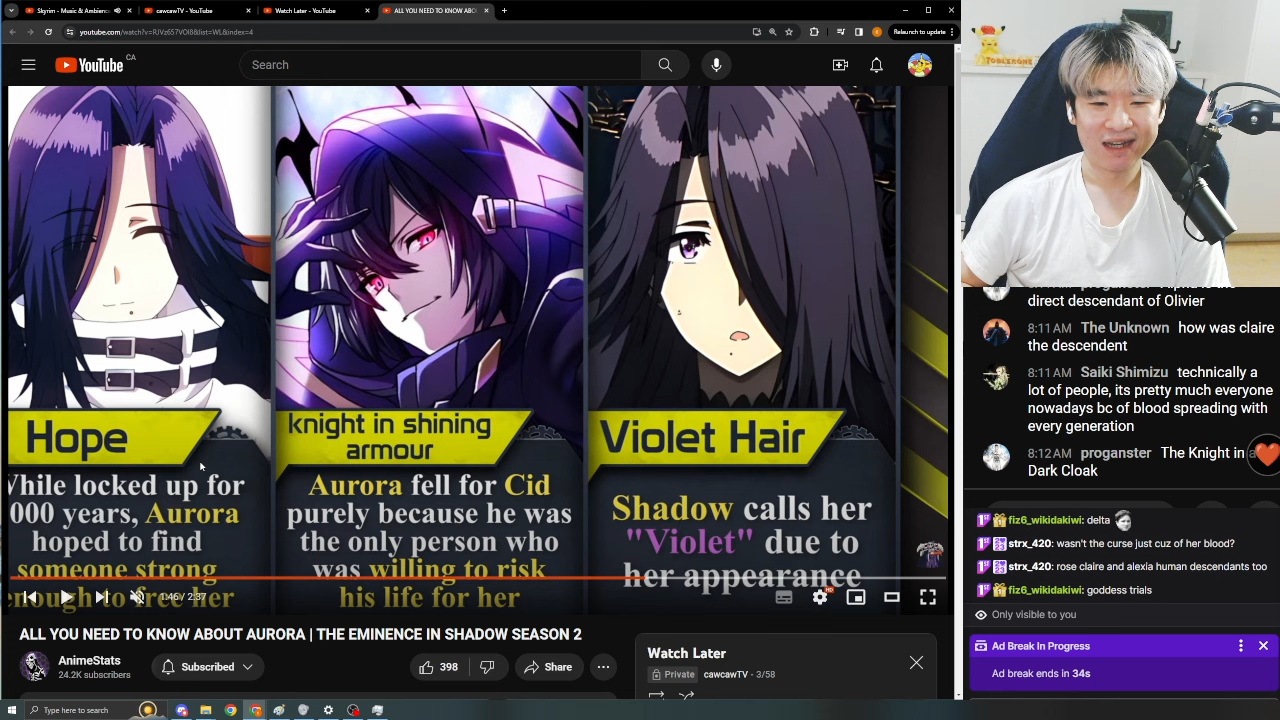 Skyrim - Music & Ambienc
cawcawTV - YouTube
Watch Later - YouTube
ALL YOU NEED TO KNOW ABO
youtube.com/watch?v=RJVz657VOI8&list=WL&index=4
Relaunch to update
YouTube CA
Search
TOBLERONE
Hope
While locked up for
000 years, Aurora
hoped to find
someone strong
enough to free her
knight in shining
armour
Aurora fell for Cid
purely because he was
the only person who
was willing to risk
his life for her
Violet Hair
Shadow calls her
"Violet" due to
her appearance
1:46 / 2:37
HD
ALL YOU NEED TO KNOW ABOUT AURORA | THE EMINENCE IN SHADOW SEASON 2
AnimeStats
24.2K subscribers
Subscribed
398
Share
Watch Later
Private cawcawTV - 3/58
Type here to search
direct descendant of Olivier
8:11 AM The Unknown how was claire
the descendent
8:11 AM Saiki Shimizu technically a
lot of people, its pretty much everyone
nowadays bc of blood spreading with
every generation
8:12 AM proganster The Knight in a
Dark Cloak
fiz6_wikidakiwi: delta
strx_420: wasn't the curse just cuz of her blood?
strx_420: rose claire and alexia human descendants too
fiz6_wikidakiwi: goddess trials
Only visible to you
Ad Break In Progress
Ad break ends in 34s